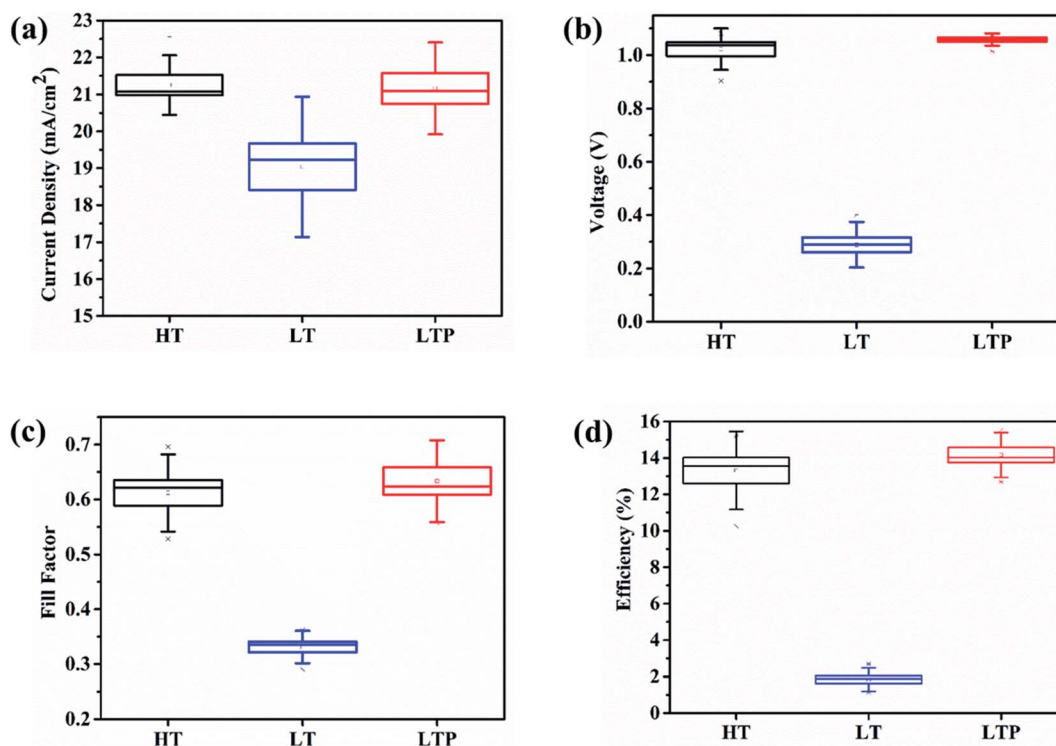 (a)
Current Density (mA/cm²)
23
22
21
20
19
18
17
16
15
HT LT LTP
(b)
Voltage (V)
1.0
0.8
0.6
0.4
0.2
0.0
HT LT LTP
(c)
Fill Factor
0.7
0.6
0.5
0.4
0.3
0.2
HT LT LTP
(d)
Efficiency (%)
16
14
12
10
8
6
4
2
0
HT LT LTP